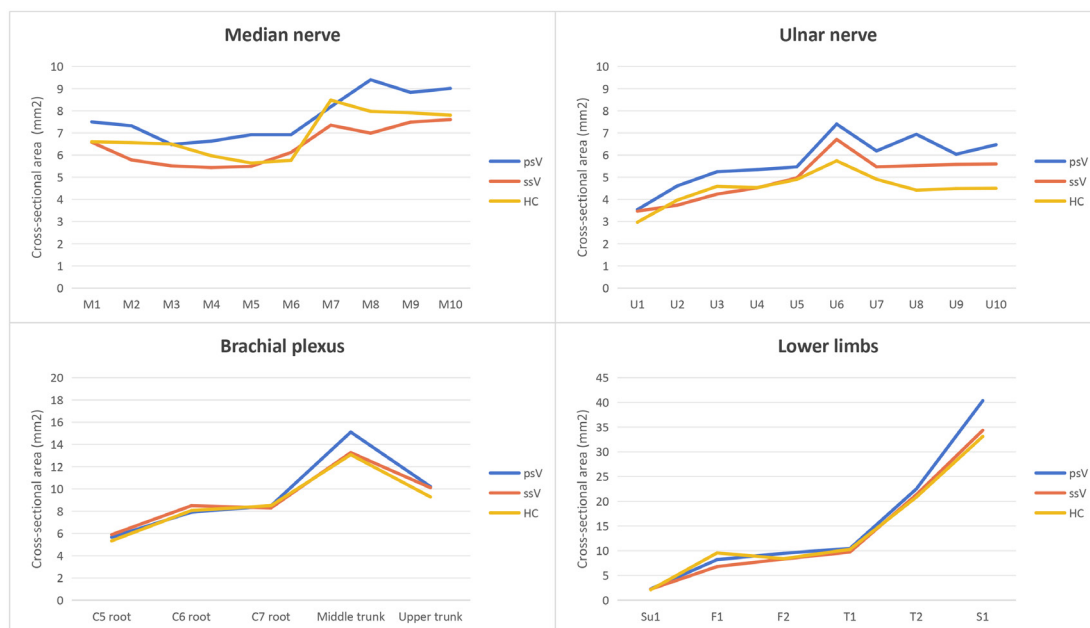 Median nerve
Cross-sectional area (mm2)
10
9
8
7
6
5
4
3
2
1
0
M1 M2 M3 M4 M5 M6 M7 M8 M9 M10
psV
ssV
HC
Ulnar nerve
Cross-sectional area (mm2)
10
9
8
7
6
5
4
3
2
1
0
U1 U2 U3 U4 U5 U6 U7 U8 U9 U10
psV
ssV
HC
Brachial plexus
Cross-sectional area (mm2)
20
18
16
14
12
10
8
6
4
2
0
C5 root C6 root C7 root Middle trunk Upper trunk
psV
ssV
HC
Lower limbs
Cross-sectional area (mm2)
45
40
35
30
25
20
15
10
5
0
Su1 F1 F2 T1 T2 S1
psV
ssV
HC